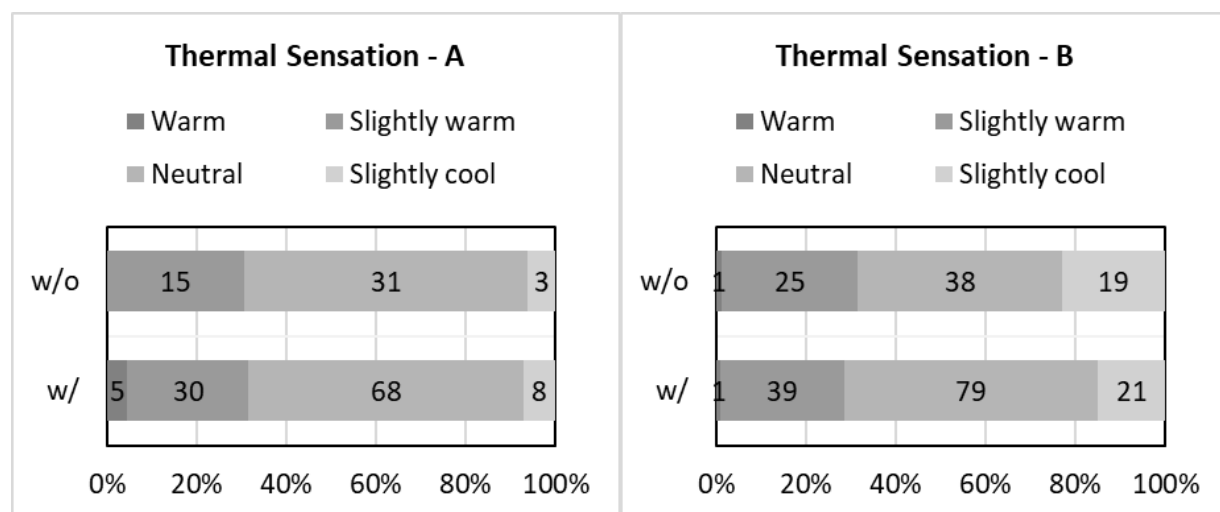 Thermal Sensation - A
Warm Slightly warm
Neutral Slightly cool
w/o 15 31 3
w/ 5 30 68 8
0% 20% 40% 60% 80% 100%
Thermal Sensation - B
Warm Slightly warm
Neutral Slightly cool
w/o 1 25 38 19
w/ 1 39 79 21
0% 20% 40% 60% 80% 100%